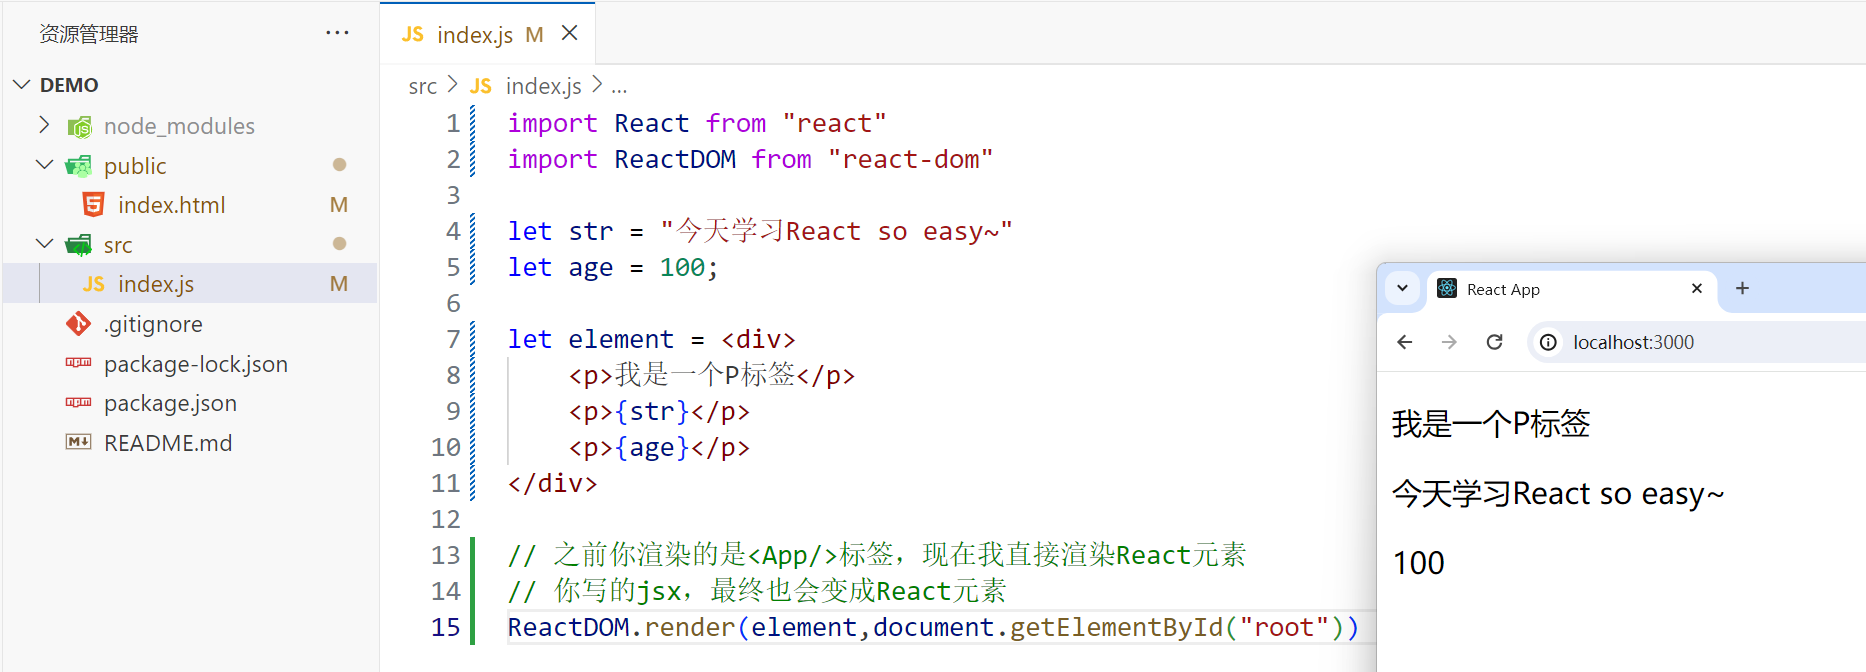 资源管理器 ···
DEMO
node_modules
public
index.html M
src
JS index.js M
.gitignore
package-lock.json
package.json
README.md
JS index.js M ×
src > JS index.js > ...
1 import React from "react"
2 import ReactDOM from "react-dom"
3
4 let str = "今天学习React so easy~"
5 let age = 100;
6
7 let element = <div>
8 <p>我是一个P标签</p>
9 <p>{str}</p>
10 <p>{age}</p>
11 </div>
12
13 // 之前你渲染的是<App/>标签，现在我直接渲染React元素
14 // 你写的jsx，最终也会变成React元素
15 ReactDOM.render(element,document.getElementById("root"))
React App
localhost:3000
我是一个P标签
今天学习React so easy~
100